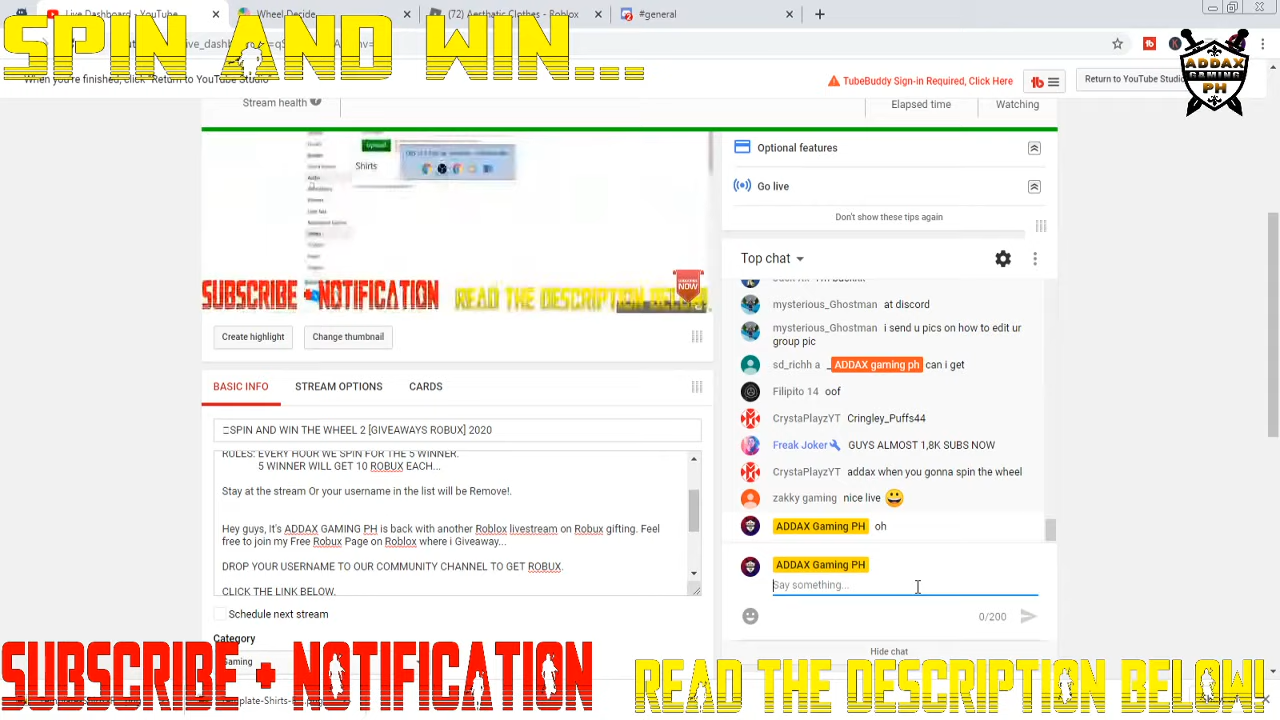 Live Dashboard - YouTube
Wheel Decide
(72) Aesthetic Clothes - Roblox
#general
SPIN AND WIN...
When you're finished, click "Return to YouTube Studio"
TubeBuddy Sign-in Required, Click Here
Return to YouTube Studio
ADDAX
GAMING
PH
Stream health
Elapsed time
Watching
Upload
Shirts
SUBSCRIBE + NOTIFICATION
READ THE DESCRIPTION BELOW!
NOW
Optional features
Go live
Don't show these tips again
Create highlight
Change thumbnail
BASIC INFO
STREAM OPTIONS
CARDS
SPIN AND WIN THE WHEEL 2 [GIVEAWAYS ROBUX] 2020
RULES: EVERY HOUR WE SPIN FOR THE 5 WINNER.
5 WINNER WILL GET 10 ROBUX EACH...
Stay at the stream Or your username in the list will be Remove!.
Hey guys, It's ADDAX GAMING PH is back with another Roblox livestream on Robux gifting. Feel
free to join my Free Robux Page on Roblox where i Giveaway...
DROP YOUR USERNAME TO OUR COMMUNITY CHANNEL TO GET ROBUX.
CLICK THE LINK BELOW.
Schedule next stream
Category
Gaming
Top chat
mysterious_Ghostman at discord
mysterious_Ghostman i send u pics on how to edit ur
group pic
sd_richh a _ADDAX gaming ph can i get
Filipito 14 oof
CrystaPlayzYT Cringley_Puffs44
Freak Joker GUYS ALMOST 1,8K SUBS NOW
CrystaPlayzYT addax when you gonna spin the wheel
zakky gaming nice live 😀
ADDAX Gaming PH oh
ADDAX Gaming PH
Say something...
0/200
Hide chat
SUBSCRIBE + NOTIFICATION
READ THE DESCRIPTION BELOW!